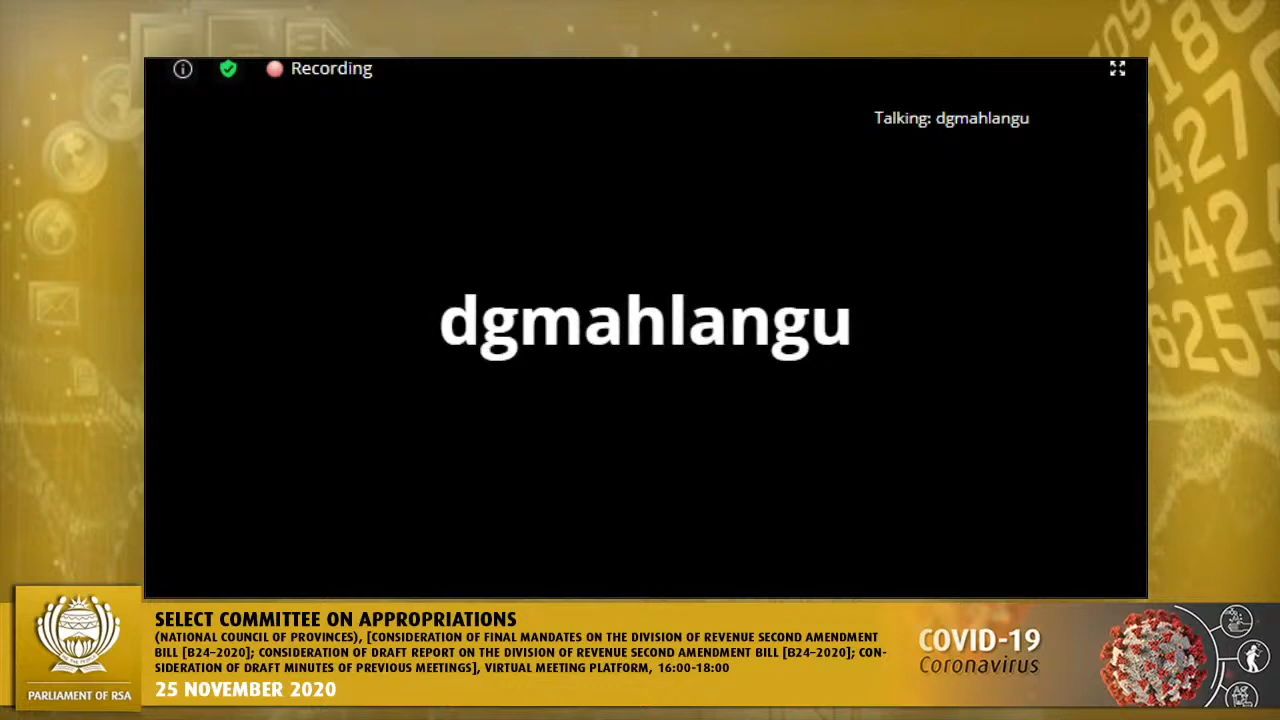 Recording
Talking: dgmahlangu
dgmahlangu
SELECT COMMITTEE ON APPROPRIATIONS
(NATIONAL COUNCIL OF PROVINCES), [CONSIDERATION OF FINAL MANDATES ON THE DIVISION OF REVENUE SECOND AMENDMENT
BILL [B24-2020]; CONSIDERATION OF DRAFT REPORT ON THE DIVISION OF REVENUE SECOND AMENDMENT BILL [B24-2020]; CON-
SIDERATION OF DRAFT MINUTES OF PREVIOUS MEETINGS], VIRTUAL MEETING PLATFORM, 16:00-18:00
25 NOVEMBER 2020
PARLIAMENT OF RSA
COVID-19
Coronavirus